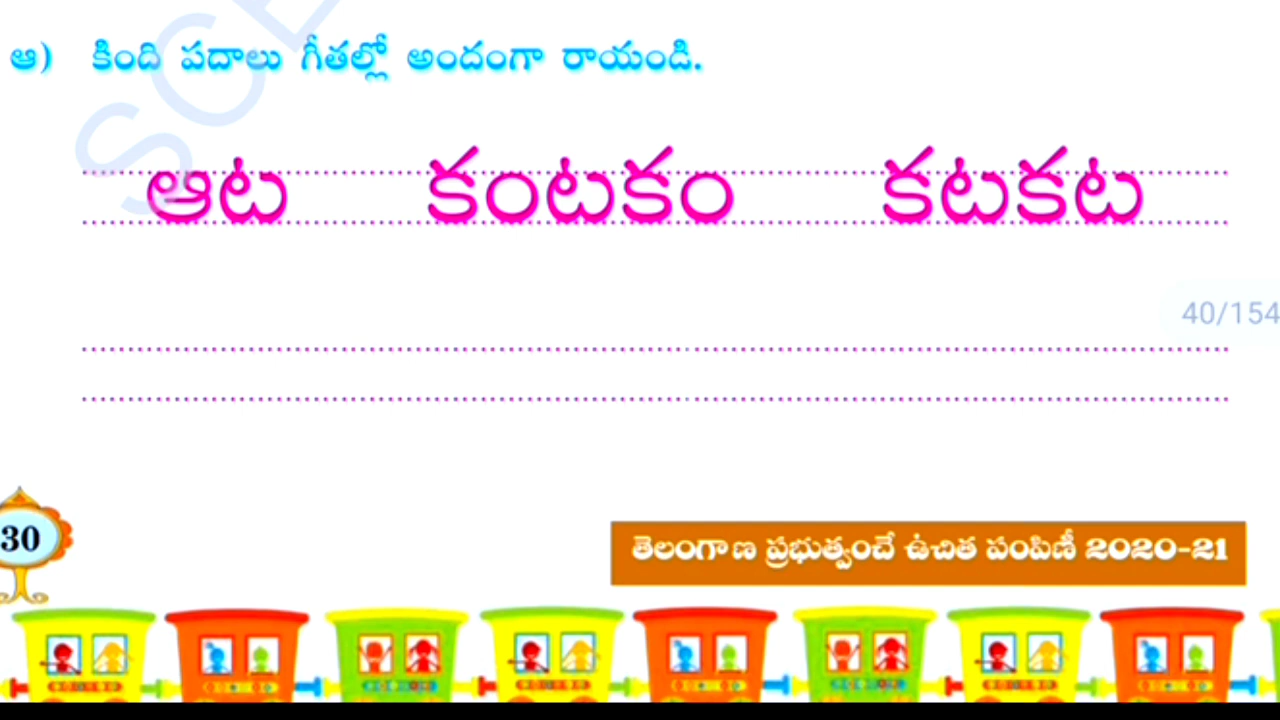 ఆ) కింది పదాలు గీతల్లో అందంగా రాయండి.
ఆట కంటకం కటకట
40/154
30
తెలంగాణ ప్రభుత్వంచే ఉచిత పంపిణీ 2020-21